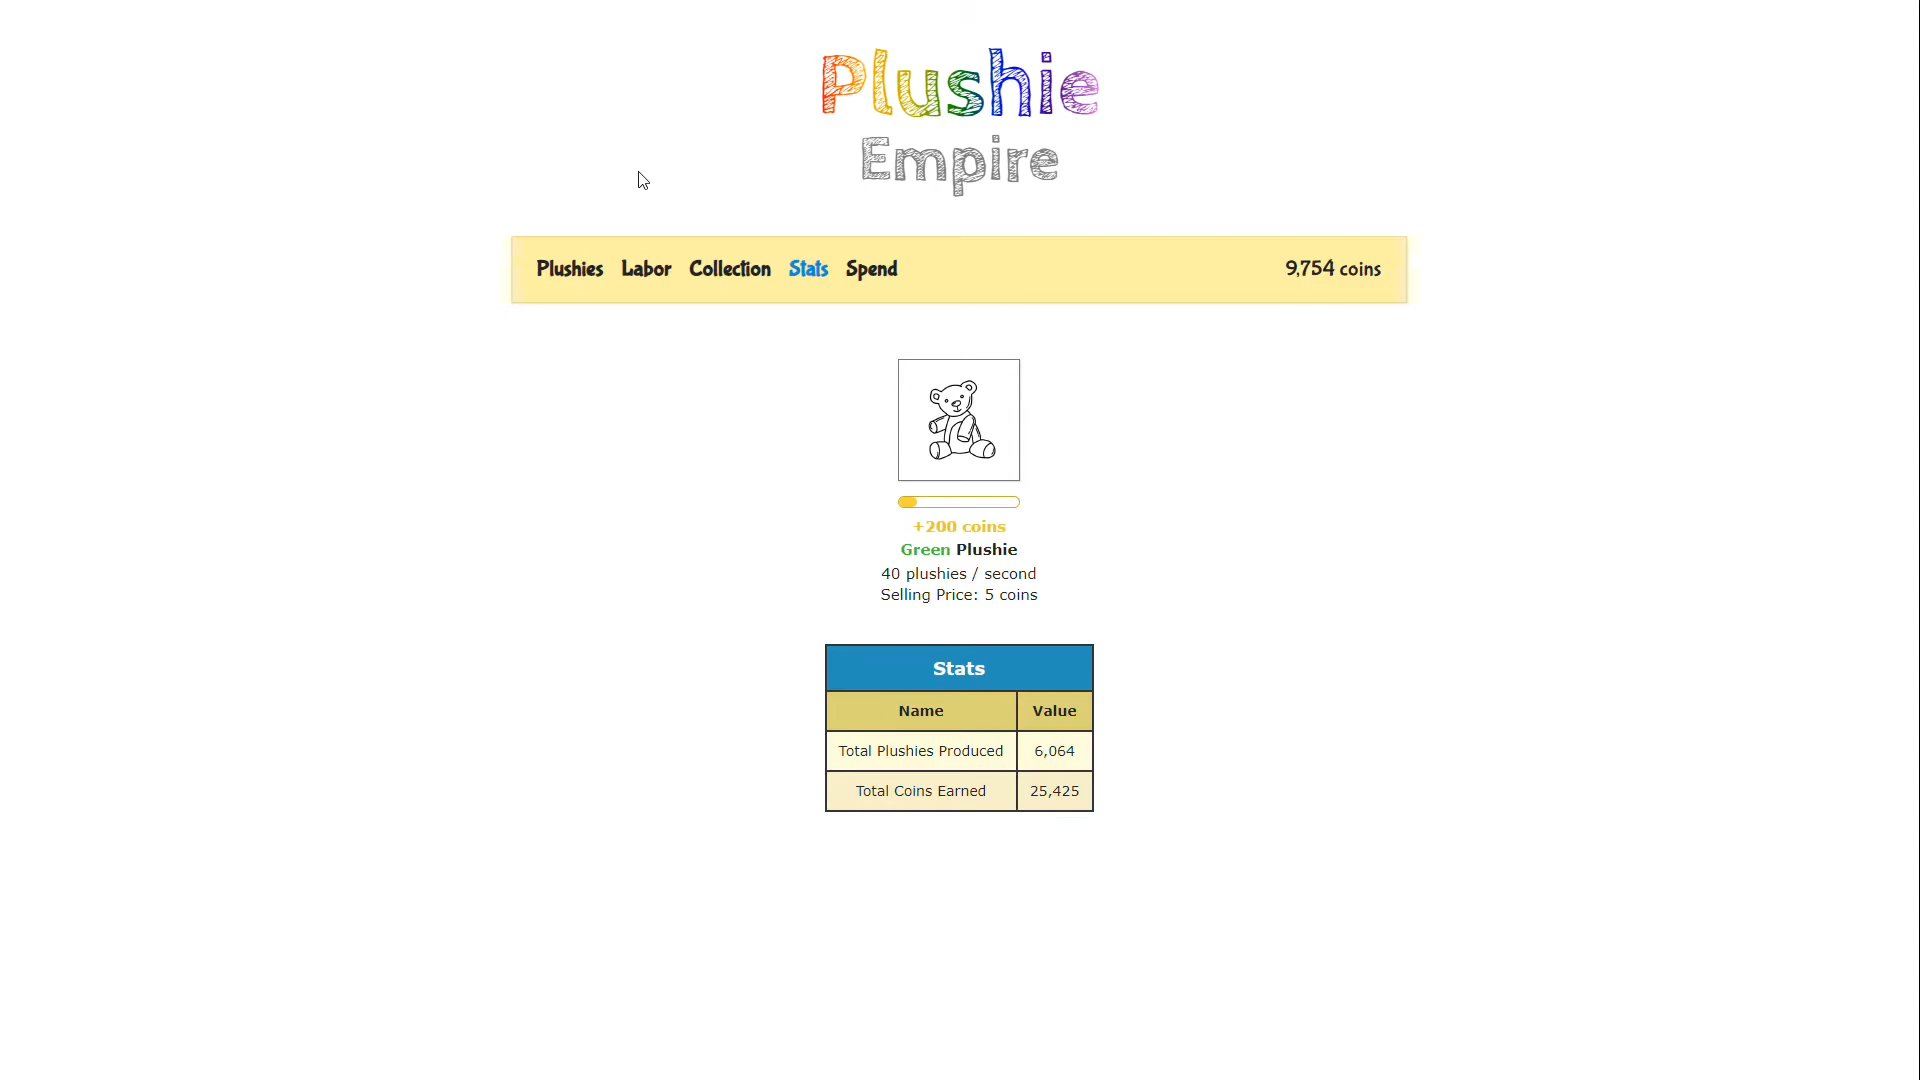 Plushie
Empire
Plushies Labor Collection Stats Spend 9,754 coins
+200 coins
Green Plushie
40 plushies / second
Selling Price: 5 coins
Stats
Name Value
Total Plushies Produced 6,064
Total Coins Earned 25,425